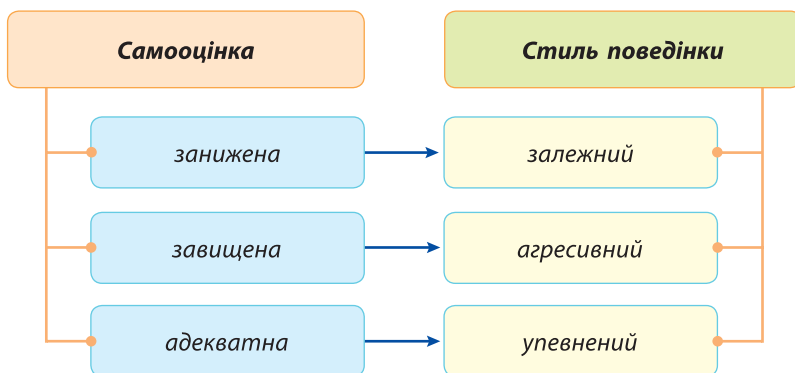 Самооцінка
Стиль поведінки
занижена
залежний
завищена
агресивний
адекватна
упевнений